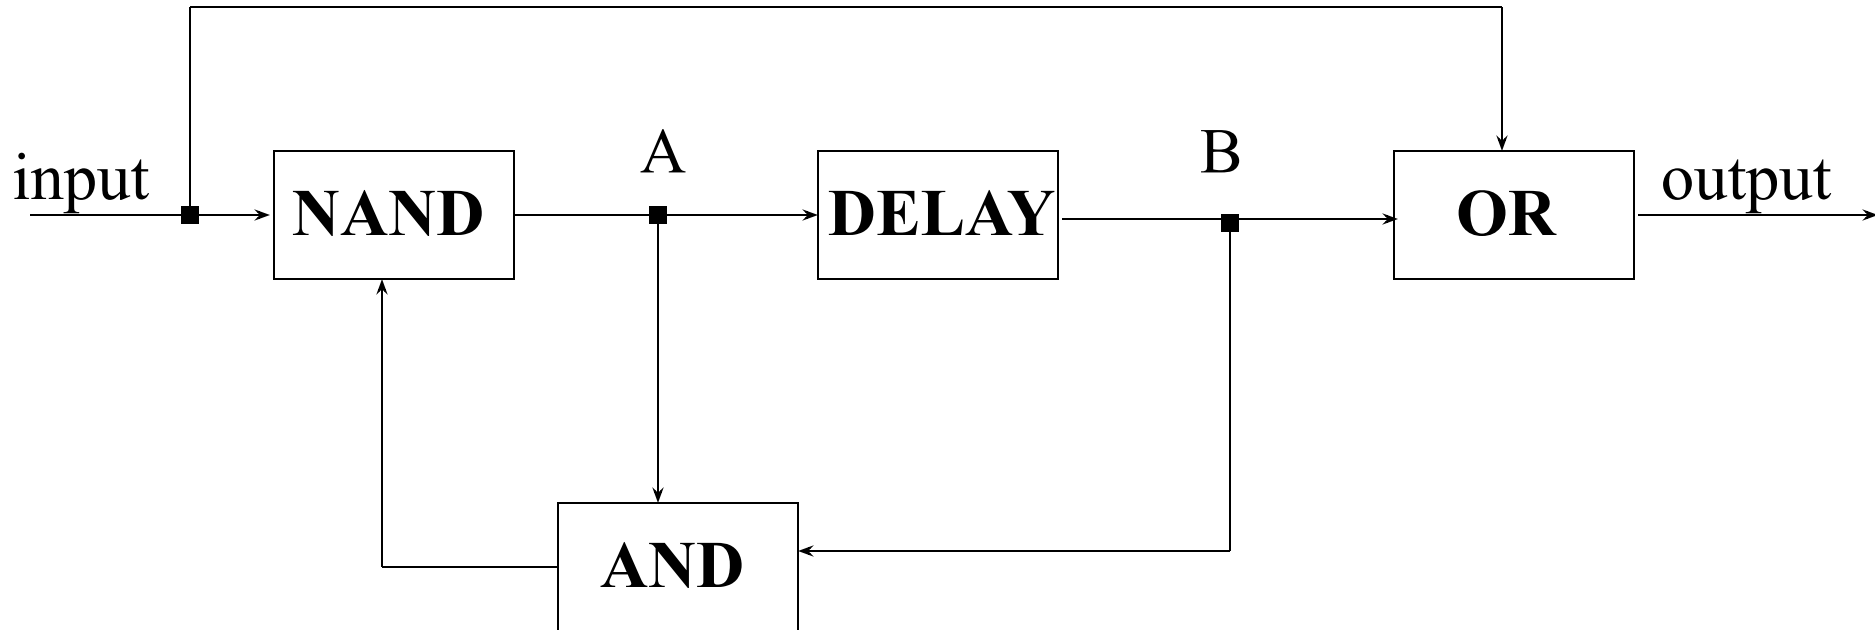 A
B
input
NAND
DELAY
OR
output
AND